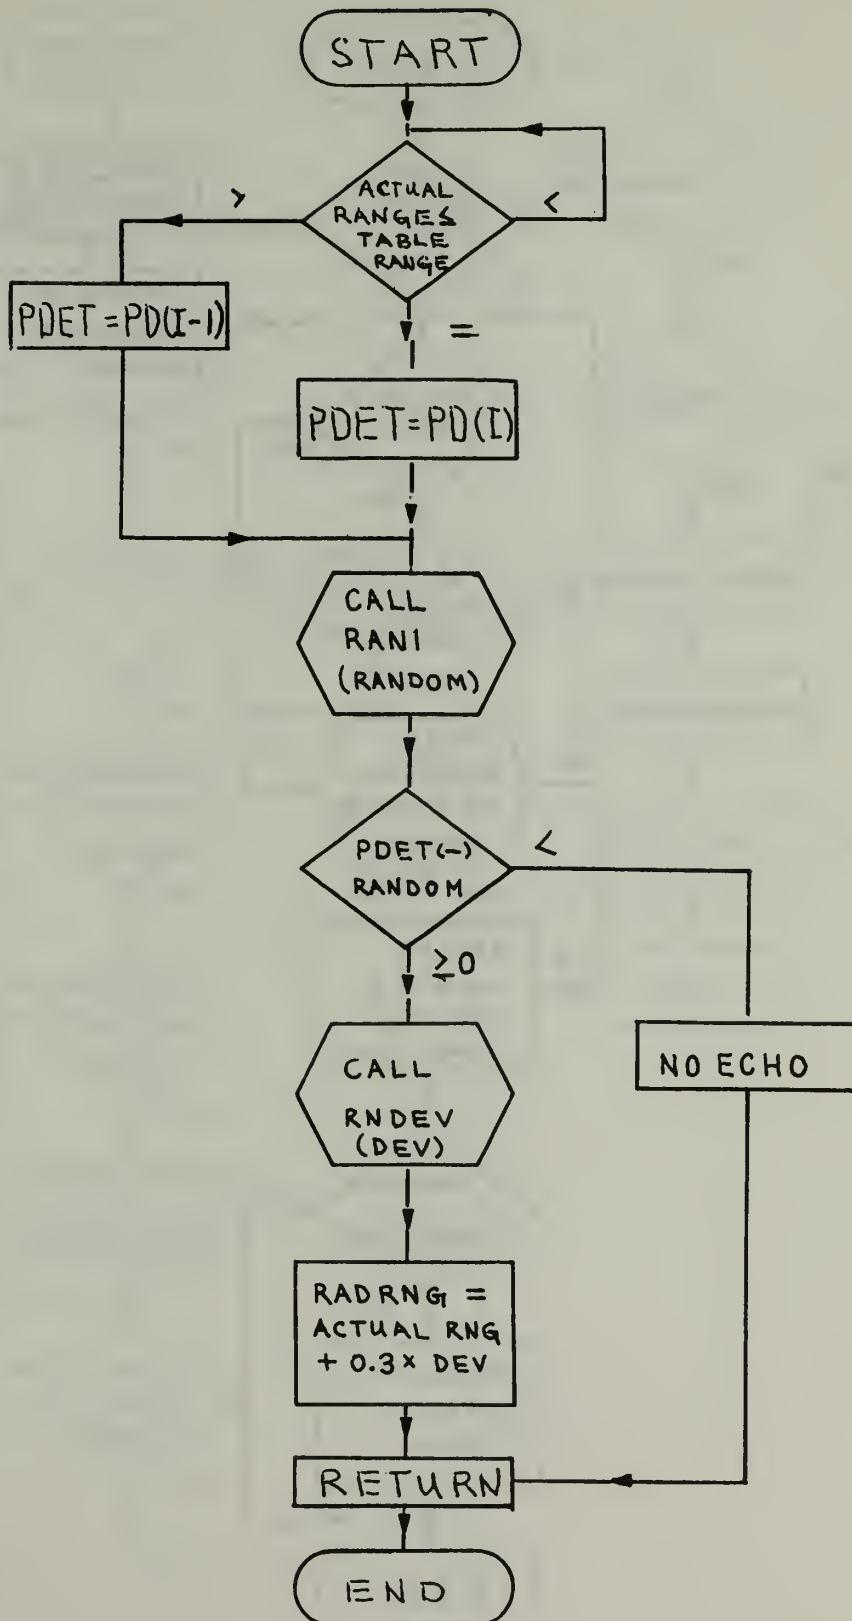 START
>
<
ACTUAL
RANGE≤
TABLE
RANGE
PDET=PD(I-1)
=
PDET=PD(I)
CALL
RAN1
(RANDOM)
<
PDET(-)
RANDOM
≥0
CALL
RNDEV
(DEV)
NO ECHO
RADRNG =
ACTUAL RNG
+ 0.3× DEV
RETURN
END